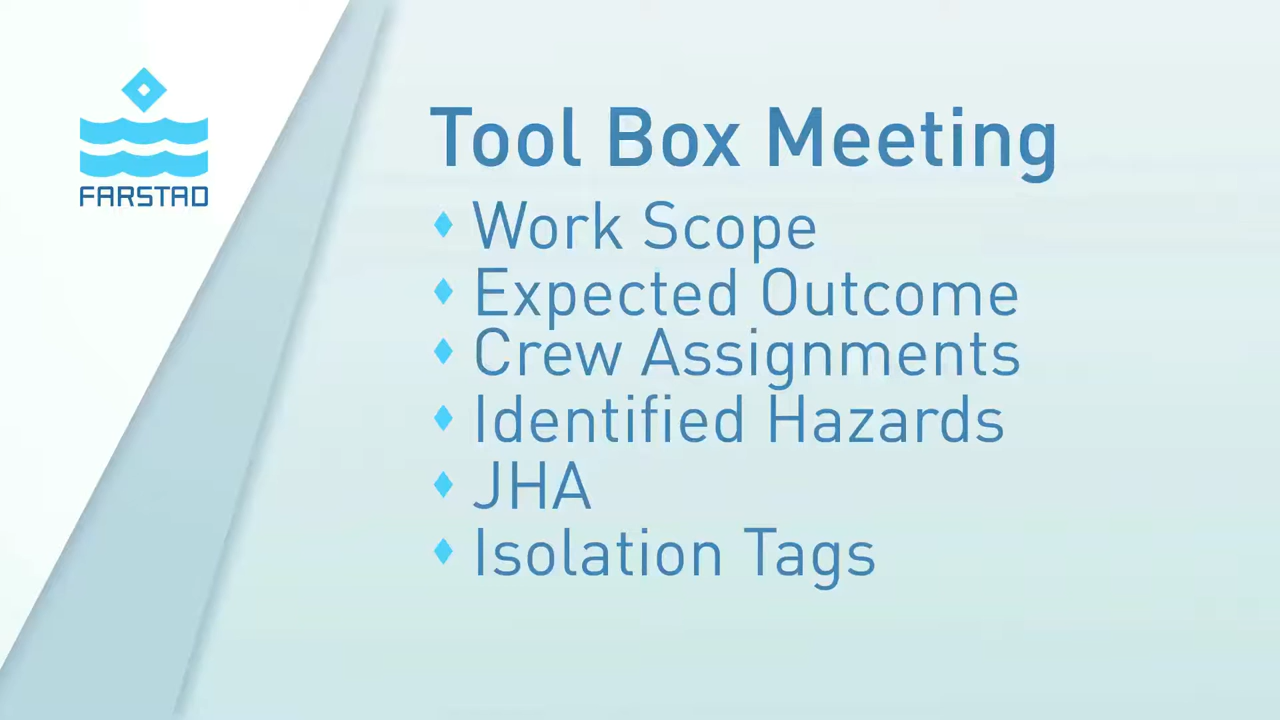 FARSTAD
Tool Box Meeting
Work Scope
Expected Outcome
Crew Assignments
Identified Hazards
JHA
Isolation Tags